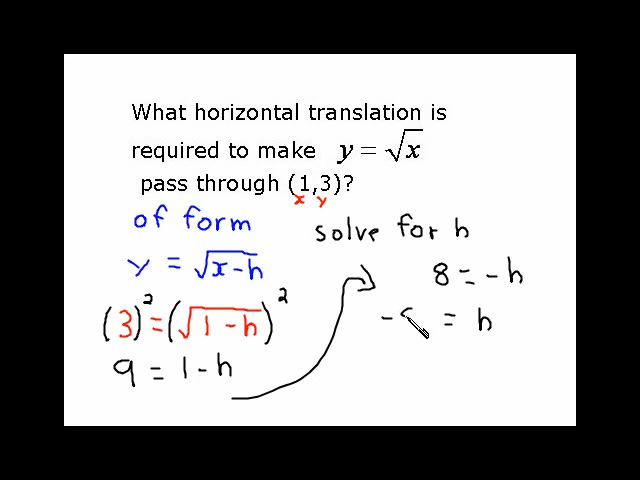 What horizontal translation is
required to make y = √x
pass through (1,3)?
x y
of form
y = √x-h
(3)² = (√1-h)²
9 = 1-h
solve for h
8 = -h
- = h